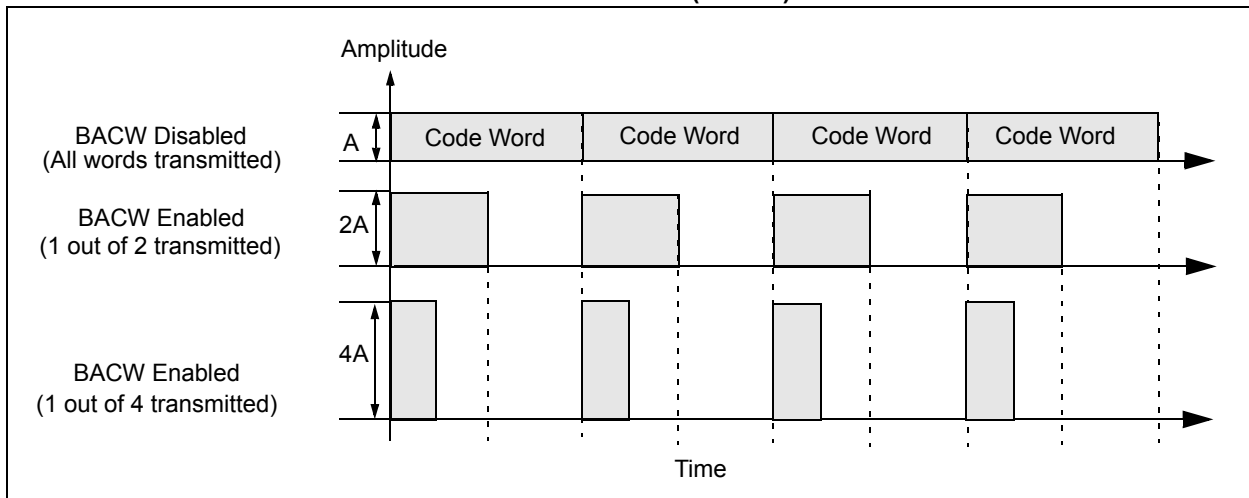 Amplitude
BACW Disabled
(All words transmitted)
A
Code Word
Code Word
Code Word
Code Word
BACW Enabled
(1 out of 2 transmitted)
2A
BACW Enabled
(1 out of 4 transmitted)
4A
Time